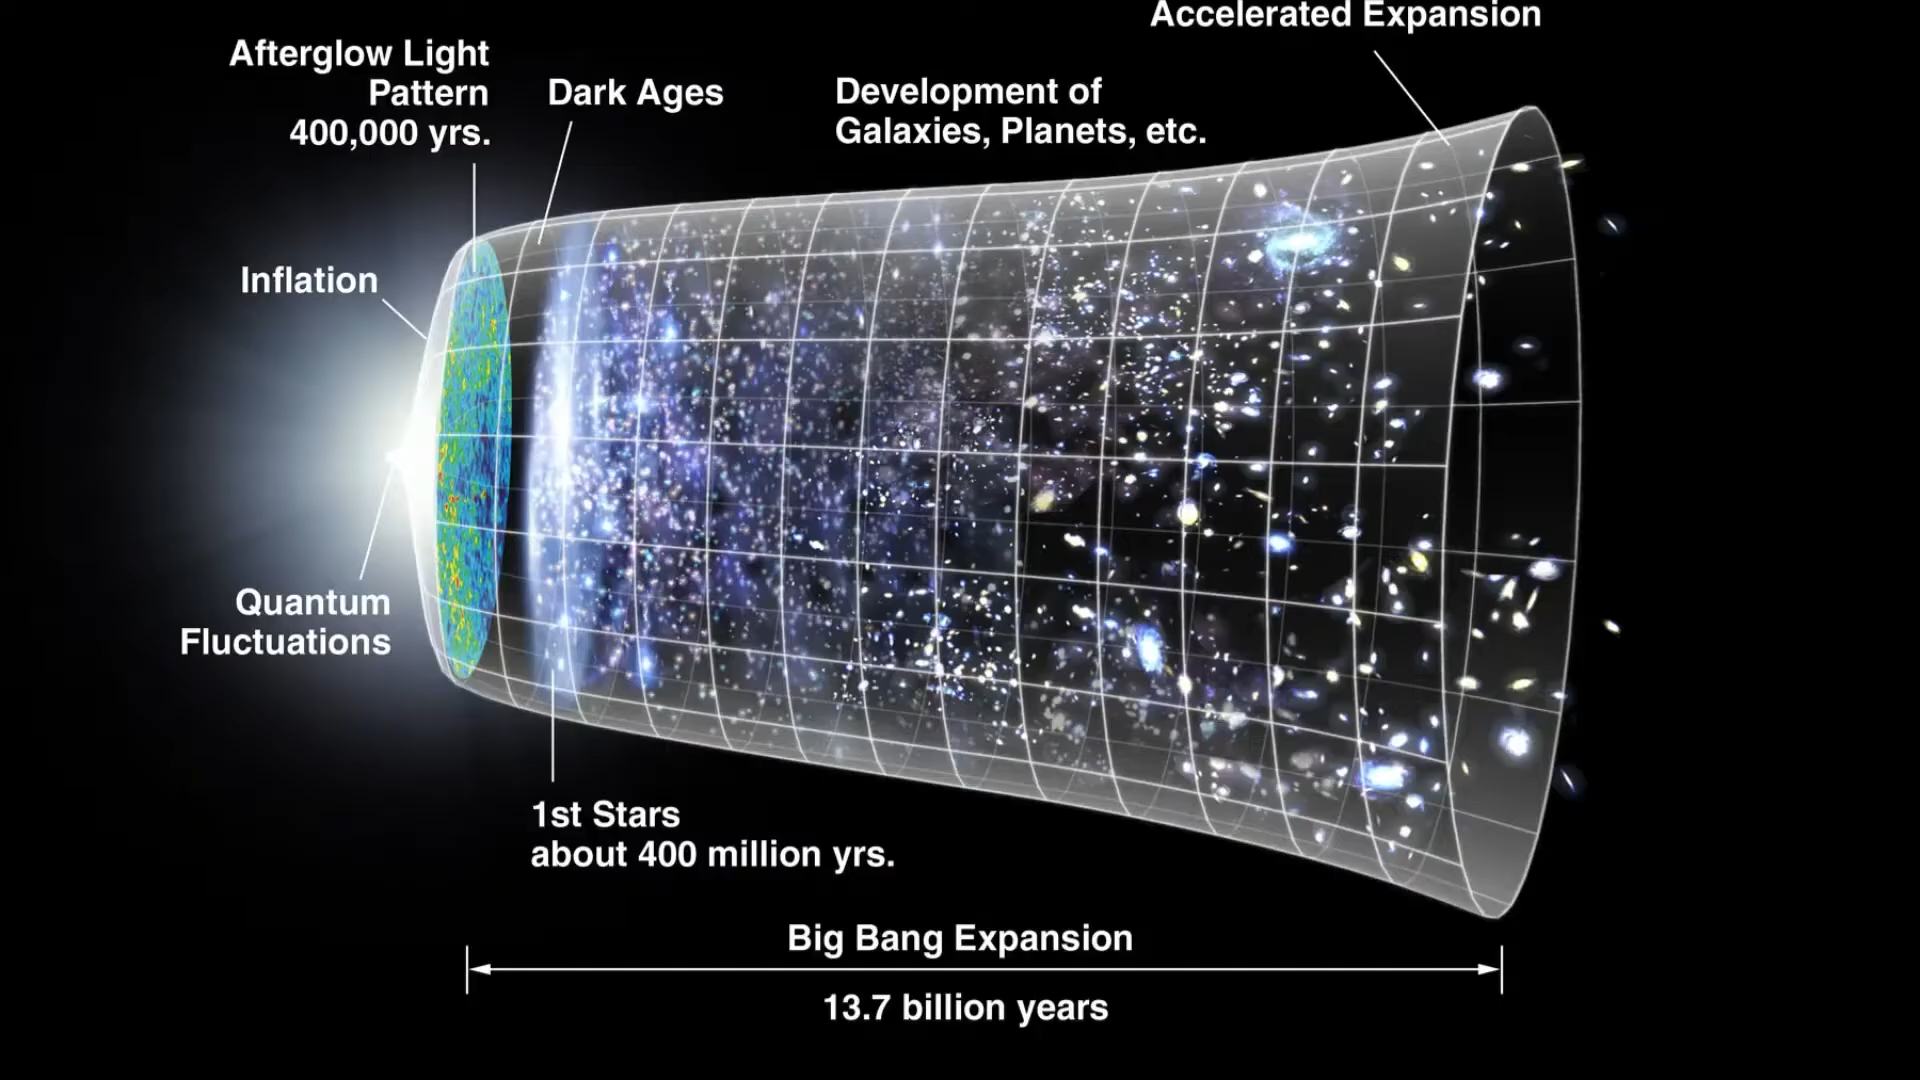 Accelerated Expansion
Afterglow Light
Pattern
400,000 yrs.
Dark Ages
Development of
Galaxies, Planets, etc.
Inflation
Quantum
Fluctuations
1st Stars
about 400 million yrs.
Big Bang Expansion
13.7 billion years